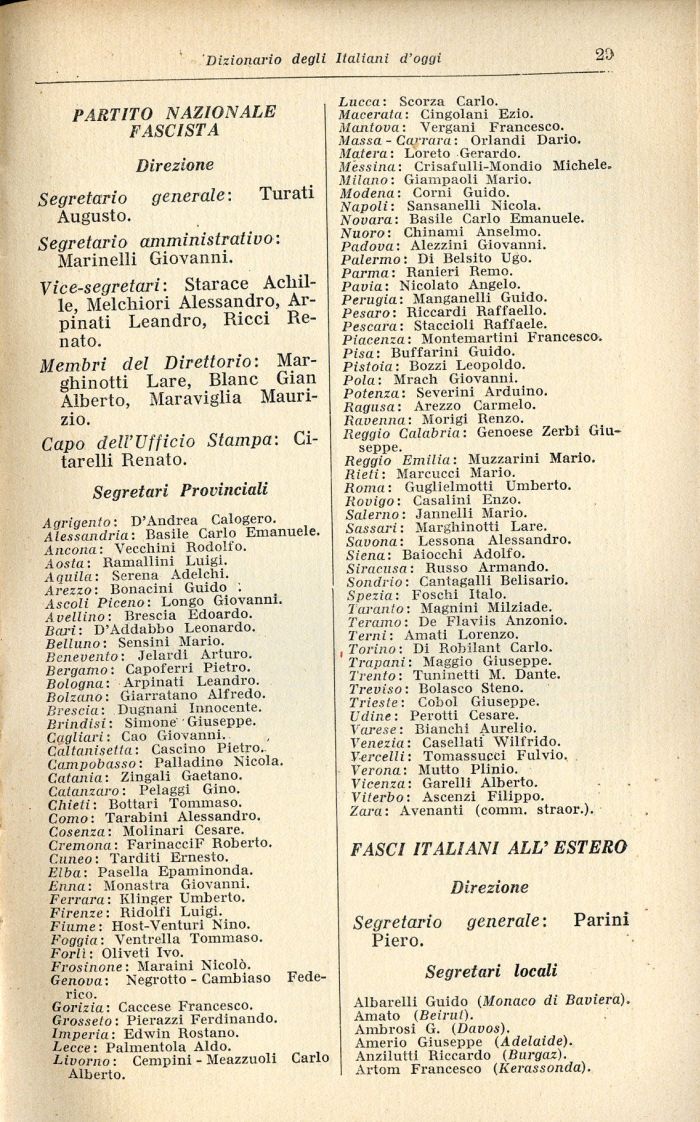 Dizionario degli Italiani d'oggi
29
PARTITO NAZIONALE
FASCISTA
Direzione
Segretario generale: Turati
Augusto.
Segretario amministrativo:
Marinelli Giovanni.
Vice-segretari: Starace Achil-
le, Melchiori Alessandro, Ar-
pinati Leandro, Ricci Re-
nato.
Membri del Direttorio: Mar-
ghinotti Lare, Blanc Gian
Alberto, Maraviglia Mauri-
zio.
Capo dell'Ufficio Stampa: Ci-
tarelli Renato.
Segretari Provinciali
Agrigento: D'Andrea Calogero.
Alessandria: Basile Carlo Emanuele.
Ancona: Vecchini Rodolfo.
Aosta: Ramallini Luigi.
Aquila: Serena Adelchi.
Arezzo: Bonacini Guido.
Ascoli Piceno: Longo Giovanni.
Avellino: Brescia Edoardo.
Bari: D'Addabbo Leonardo.
Belluno: Sensini Mario.
Benevento: Jelardi Arturo.
Bergamo: Capoferri Pietro.
Bologna: Arpinati Leandro.
Bolzano: Giarratano Alfredo.
Brescia: Dugnani Innocente.
Brindisi: Simone Giuseppe.
Cagliari: Cao Giovanni.
Caltanisetta: Cascino Pietro.
Campobasso: Palladino Nicola.
Catania: Zingali Gaetano.
Catanzaro: Pelaggi Gino.
Chieti: Bottari Tommaso.
Como: Tarabini Alessandro.
Cosenza: Molinari Cesare.
Cremona: FarinacciF Roberto.
Cuneo: Tarditi Ernesto.
Elba: Pasella Epaminonda.
Enna: Monastra Giovanni.
Ferrara: Klinger Umberto.
Firenze: Ridolfi Luigi.
Fiume: Host-Venturi Nino.
Foggia: Ventrella Tommaso.
Forlì: Oliveti Ivo.
Frosinone: Maraini Nicolò.
Genova: Negrotto - Cambiaso Fede-
rico.
Gorizia: Caccese Francesco.
Grosseto: Pierazzi Ferdinando.
Imperia: Edwin Rostano.
Lecce: Palmentola Aldo.
Livorno: Cempini - Meazzuoli Carlo
Alberto.
Lucca: Scorza Carlo.
Macerata: Cingolani Ezio.
Mantova: Vergani Francesco.
Massa - Carrara: Orlandi Dario.
Matera: Loreto Gerardo.
Messina: Crisafulli-Mondio Michele.
Milano: Giampaoli Mario.
Modena: Corni Guido.
Napoli: Sansanelli Nicola.
Novara: Basile Carlo Emanuele.
Nuoro: Chinami Anselmo.
Padova: Alezzini Giovanni.
Palermo: Di Belsito Ugo.
Parma: Ranieri Remo.
Pavia: Nicolato Angelo.
Perugia: Manganelli Guido.
Pesaro: Riccardi Raffaello.
Pescara: Staccioli Raffaele.
Piacenza: Montemartini Francesco.
Pisa: Buffarini Guido.
Pistoia: Bozzi Leopoldo.
Pola: Mrach Giovanni.
Potenza: Severini Arduino.
Ragusa: Arezzo Carmelo.
Ravenna: Morigi Renzo.
Reggio Calabria: Genoese Zerbi Giu-
seppe.
Reggio Emilia: Muzzarini Mario.
Rieti: Marcucci Mario.
Roma: Guglielmotti Umberto.
Rovigo: Casalini Enzo.
Salerno: Jannelli Mario.
Sassari: Marghinotti Lare.
Savona: Lessona Alessandro.
Siena: Baiocchi Adolfo.
Siracusa: Russo Armando.
Sondrio: Cantagalli Belisario.
Spezia: Foschi Italo.
Taranto: Magnini Milziade.
Teramo: De Flaviis Anzonio.
Terni: Amati Lorenzo.
Torino: Di Robilant Carlo.
Trapani: Maggio Giuseppe.
Trento: Tuninetti M. Dante.
Treviso: Bolasco Steno.
Trieste: Cobol Giuseppe.
Udine: Perotti Cesare.
Varese: Bianchi Aurelio.
Venezia: Casellati Wilfrido.
Vercelli: Tomassucci Fulvio.
Verona: Mutto Plinio.
Vicenza: Garelli Alberto.
Viterbo: Ascenzi Filippo.
Zara: Avenanti (comm. straor.).
FASCI ITALIANI ALL'ESTERO
Direzione
Segretario generale: Parini
Piero.
Segretari locali
Albarelli Guido (Monaco di Baviera).
Amato (Beirut).
Ambrosi G. (Davos).
Amerio Giuseppe (Adelaide).
Anzilutti Riccardo (Burgaz).
Artom Francesco (Kerassonda).